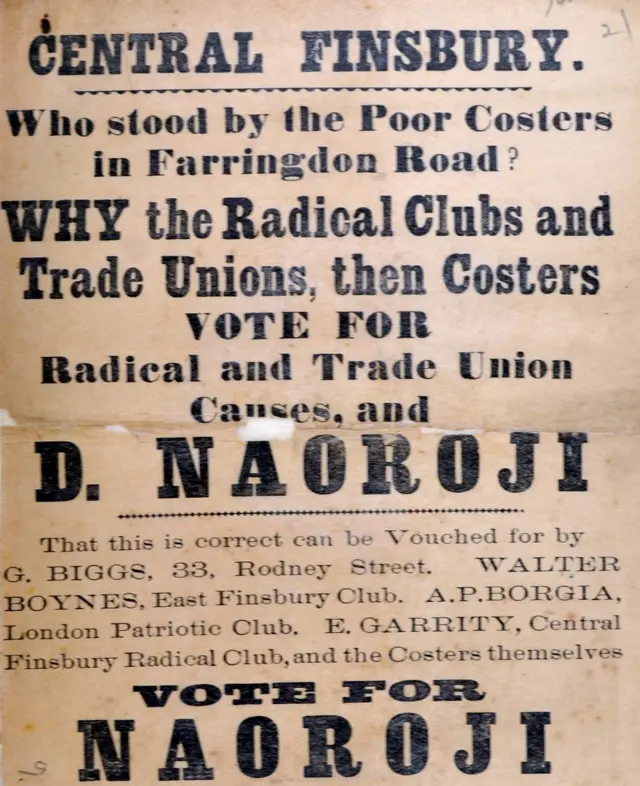 21
CENTRAL FINSBURY.
Who stood by the Poor Costers
in Farringdon Road?
WHY the Radical Clubs and
Trade Unions, then Costers
VOTE FOR
Radical and Trade Union
Causes, and
D. NAOROJI
That this is correct can be Vouched for by
G. BIGGS, 33, Rodney Street. WALTER
BOYNES, East Finsbury Club. A.P.BORGIA,
London Patriotic Club. E. GARRITY, Central
Finsbury Radical Club, and the Costers themselves
VOTE FOR
NAOROJI